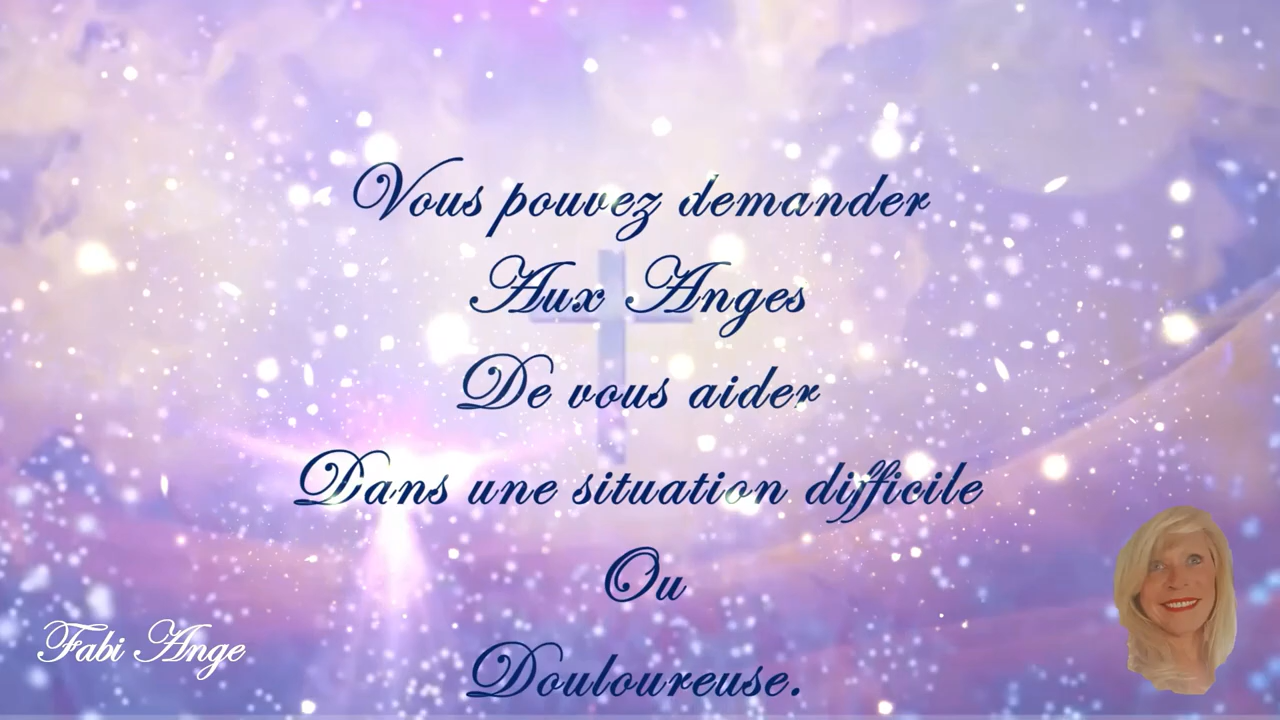 Vous pouvez demander
Aux Anges
De vous aider
Dans une situation difficile
Ou
Douloureuse.
Fabi Ange